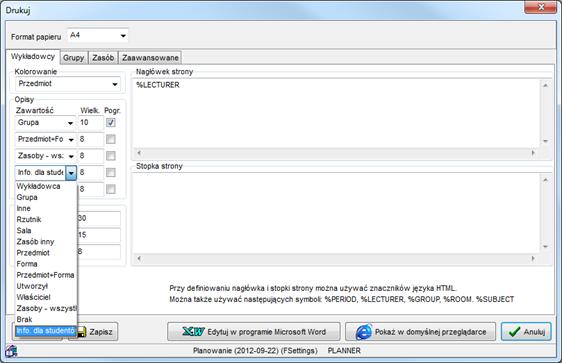 Drukuj
Format papieru A4
Wykładowcy Grupy Zasób Zaawansowane
Kolorowanie
Przedmiot
Opisy
Zawartość Wielk. Pogr.
Grupa 10
Przedmiot+Fo 8
Zasoby - ws: 8
Info. dla stude 8
8
Wykładowca
Grupa
Inne
Rzutnik
Sala
Zasób inny
Przedmiot
Forma
Przedmiot+Forma
Utworzył
Właściciel
Zasoby - wszystl
Brak
Info. dla studentó
30
15
8
Nagłówek strony
%LECTURER
Stopka strony
Przy definiowaniu nagłówka i stopki strony można używać znaczników języka HTML.
Można także używać następujących symboli: %PERIOD, %LECTURER, %GROUP, %ROOM. %SUBJECT
Zapisz
Edytuj w programie Microsoft Word
Pokaż w domyślnej przeglądarce
Anuluj
Planowanie (2012-09-22) (FSettings) PLANNER